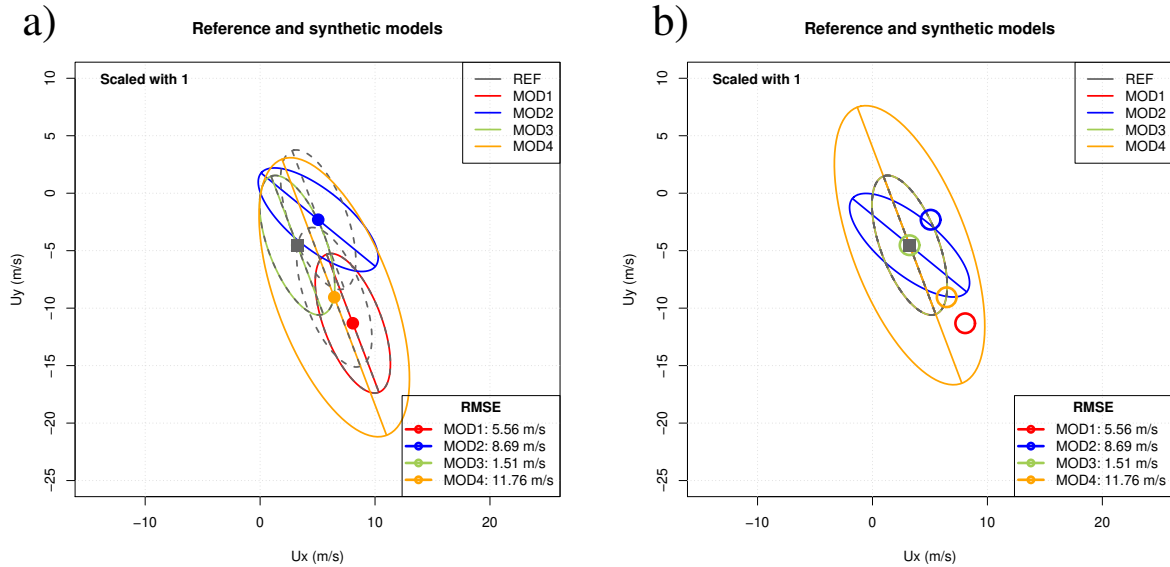 a)
Reference and synthetic models
Scaled with 1
REF
MOD1
MOD2
MOD3
MOD4
10
5
0
−5
−10
−15
−20
−25
Uy (m/s)
RMSE
MOD1: 5.56 m/s
MOD2: 8.69 m/s
MOD3: 1.51 m/s
MOD4: 11.76 m/s
−10
0
10
20
Ux (m/s)
b)
Reference and synthetic models
Scaled with 1
REF
MOD1
MOD2
MOD3
MOD4
10
5
0
−5
−10
−15
−20
−25
Uy (m/s)
RMSE
MOD1: 5.56 m/s
MOD2: 8.69 m/s
MOD3: 1.51 m/s
MOD4: 11.76 m/s
−10
0
10
20
Ux (m/s)